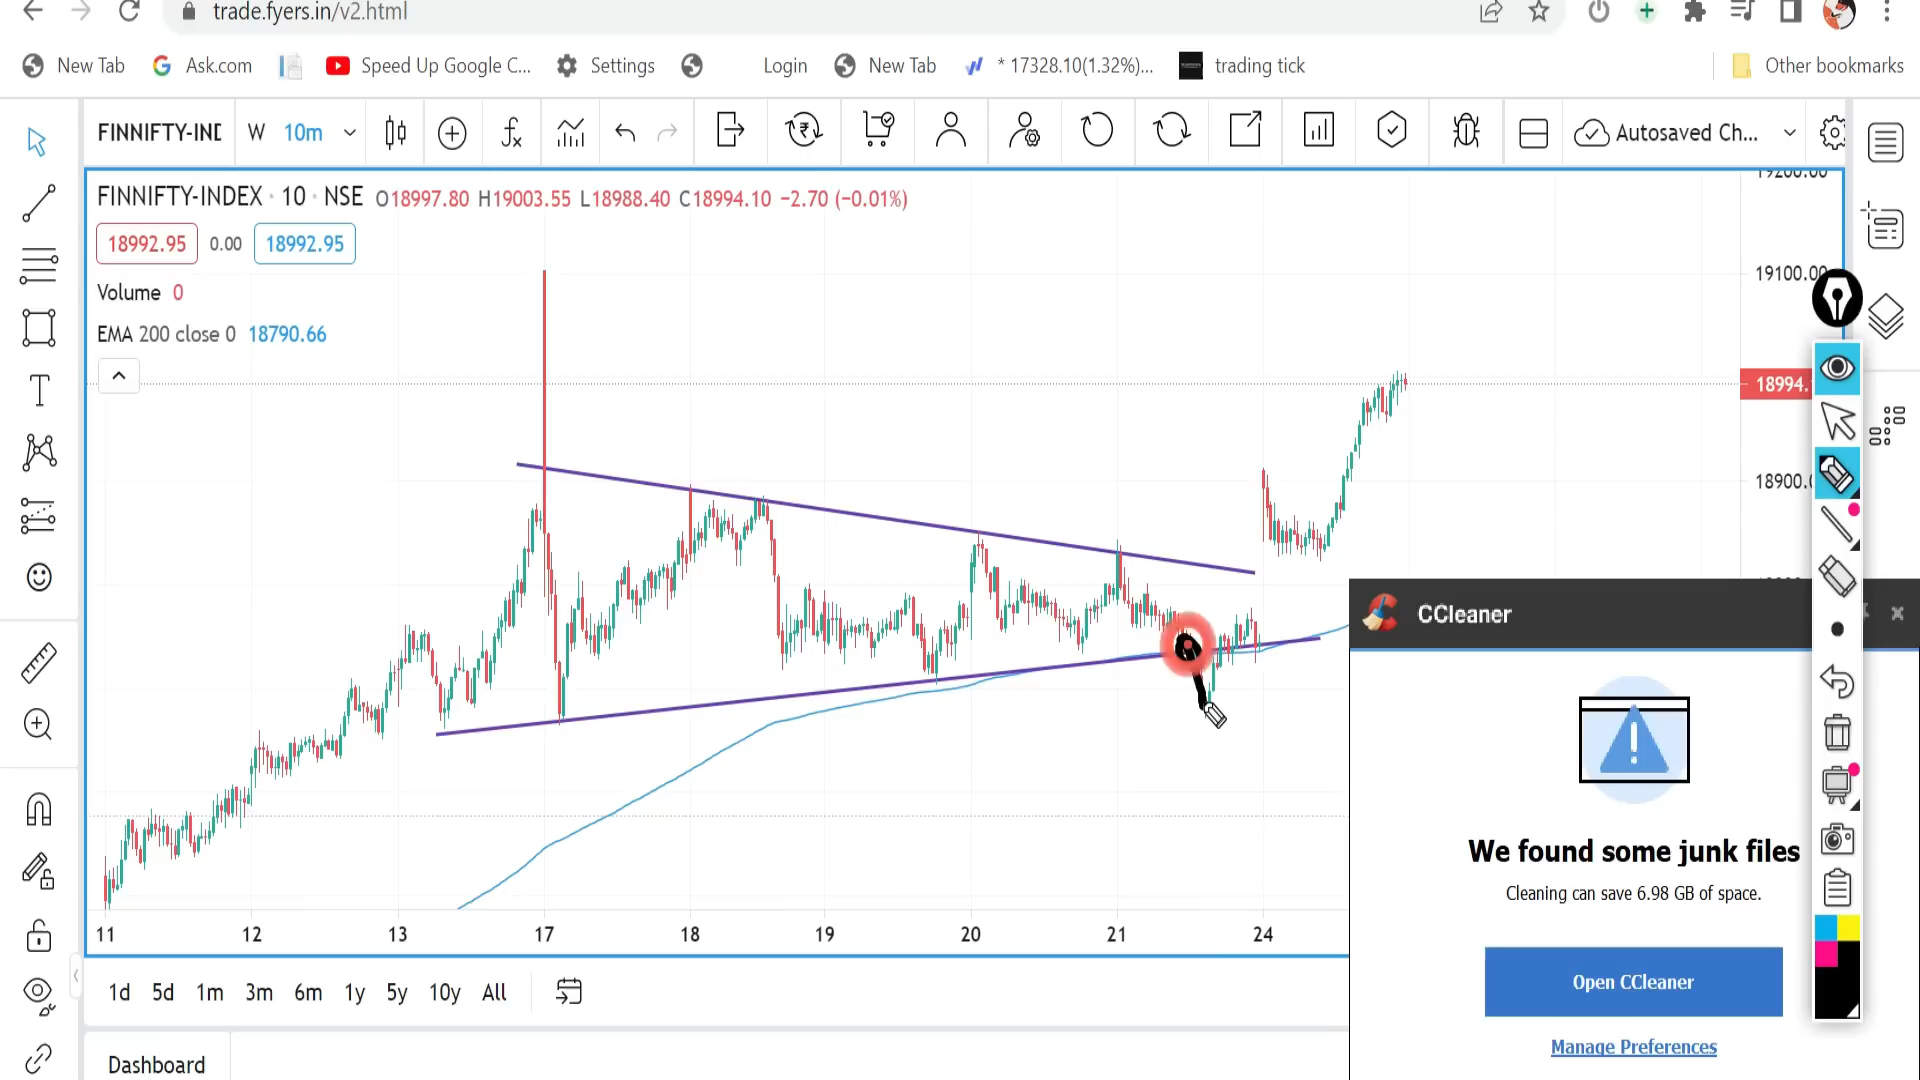 trade.fyers.in/v2.html
New Tab Ask.com Speed Up Google C... Settings Login New Tab * 17328.10(1.32%)... trading tick Other bookmarks
FINNIFTY-IND W 10m Autosaved Ch...
FINNIFTY-INDEX · 10 · NSE O18997.80 H19003.55 L18988.40 C18994.10 −2.70 (−0.01%)
18992.95 0.00 18992.95
Volume 0
EMA 200 close 0 18790.66
19200.00
19100.00
18994.
18900.
CCleaner
We found some junk files
Cleaning can save 6.98 GB of space.
Open CCleaner
Manage Preferences
11 12 13 17 18 19 20 21 24
1d 5d 1m 3m 6m 1y 5y 10y All
Dashboard